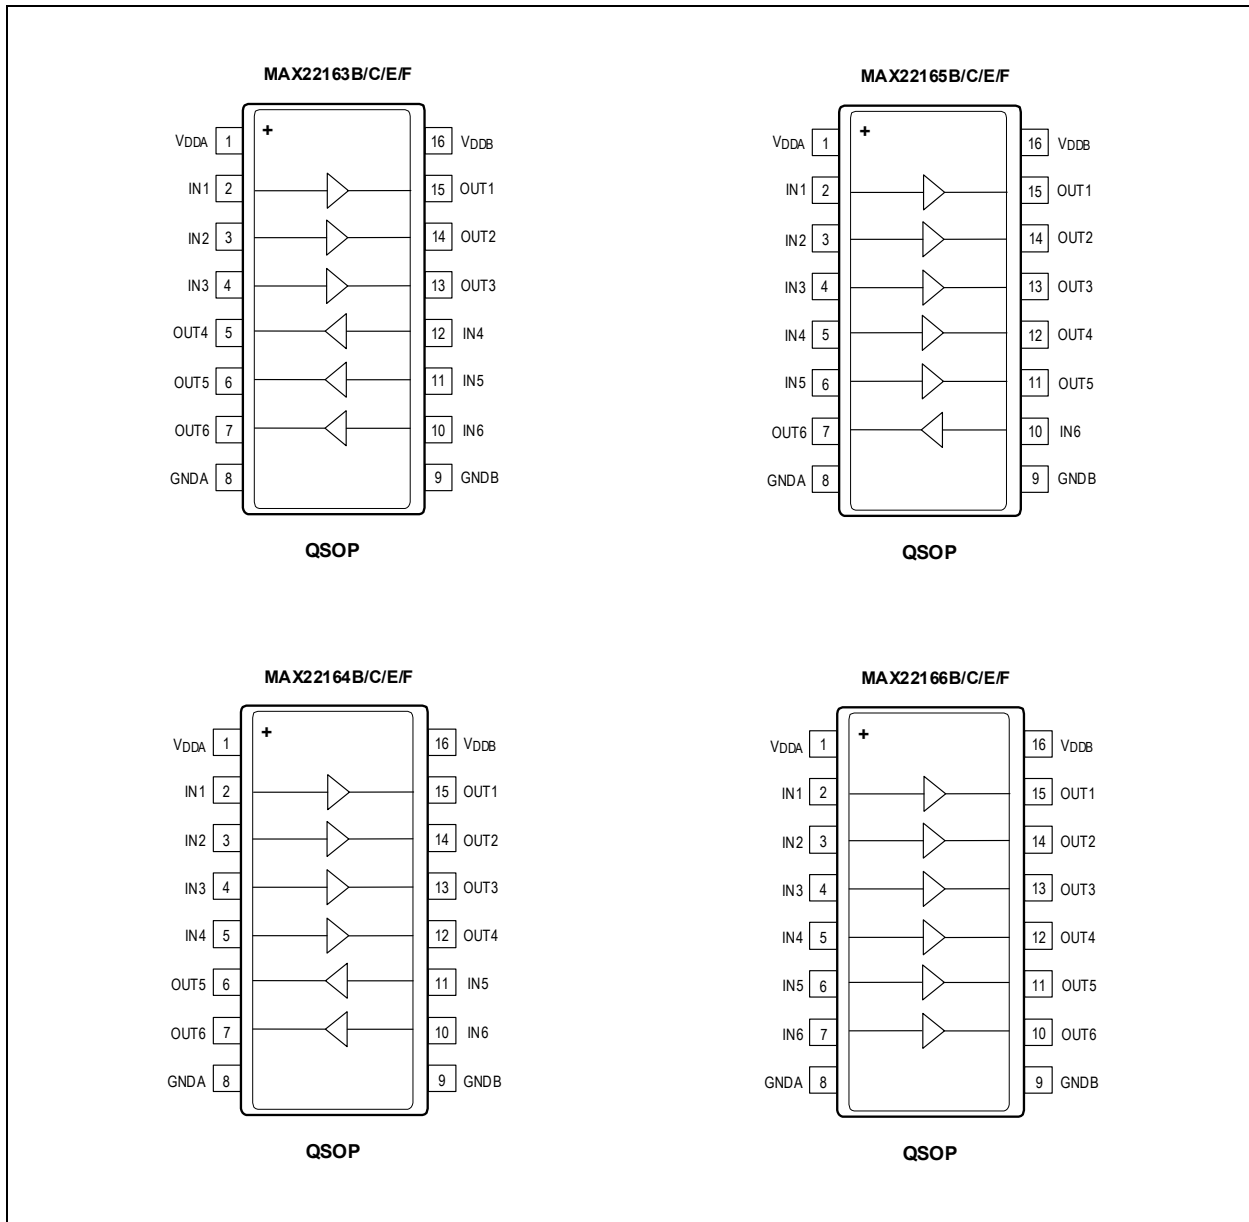 MAX22163B/C/E/F
+
VDDA 1 16 VDDB
IN1 2 15 OUT1
IN2 3 14 OUT2
IN3 4 13 OUT3
OUT4 5 12 IN4
OUT5 6 11 IN5
OUT6 7 10 IN6
GNDA 8 9 GNDB
QSOP
MAX22165B/C/E/F
+
VDDA 1 16 VDDB
IN1 2 15 OUT1
IN2 3 14 OUT2
IN3 4 13 OUT3
IN4 5 12 OUT4
IN5 6 11 OUT5
OUT6 7 10 IN6
GNDA 8 9 GNDB
QSOP
MAX22164B/C/E/F
+
VDDA 1 16 VDDB
IN1 2 15 OUT1
IN2 3 14 OUT2
IN3 4 13 OUT3
IN4 5 12 OUT4
OUT5 6 11 IN5
OUT6 7 10 IN6
GNDA 8 9 GNDB
QSOP
MAX22166B/C/E/F
+
VDDA 1 16 VDDB
IN1 2 15 OUT1
IN2 3 14 OUT2
IN3 4 13 OUT3
IN4 5 12 OUT4
IN5 6 11 OUT5
IN6 7 10 OUT6
GNDA 8 9 GNDB
QSOP